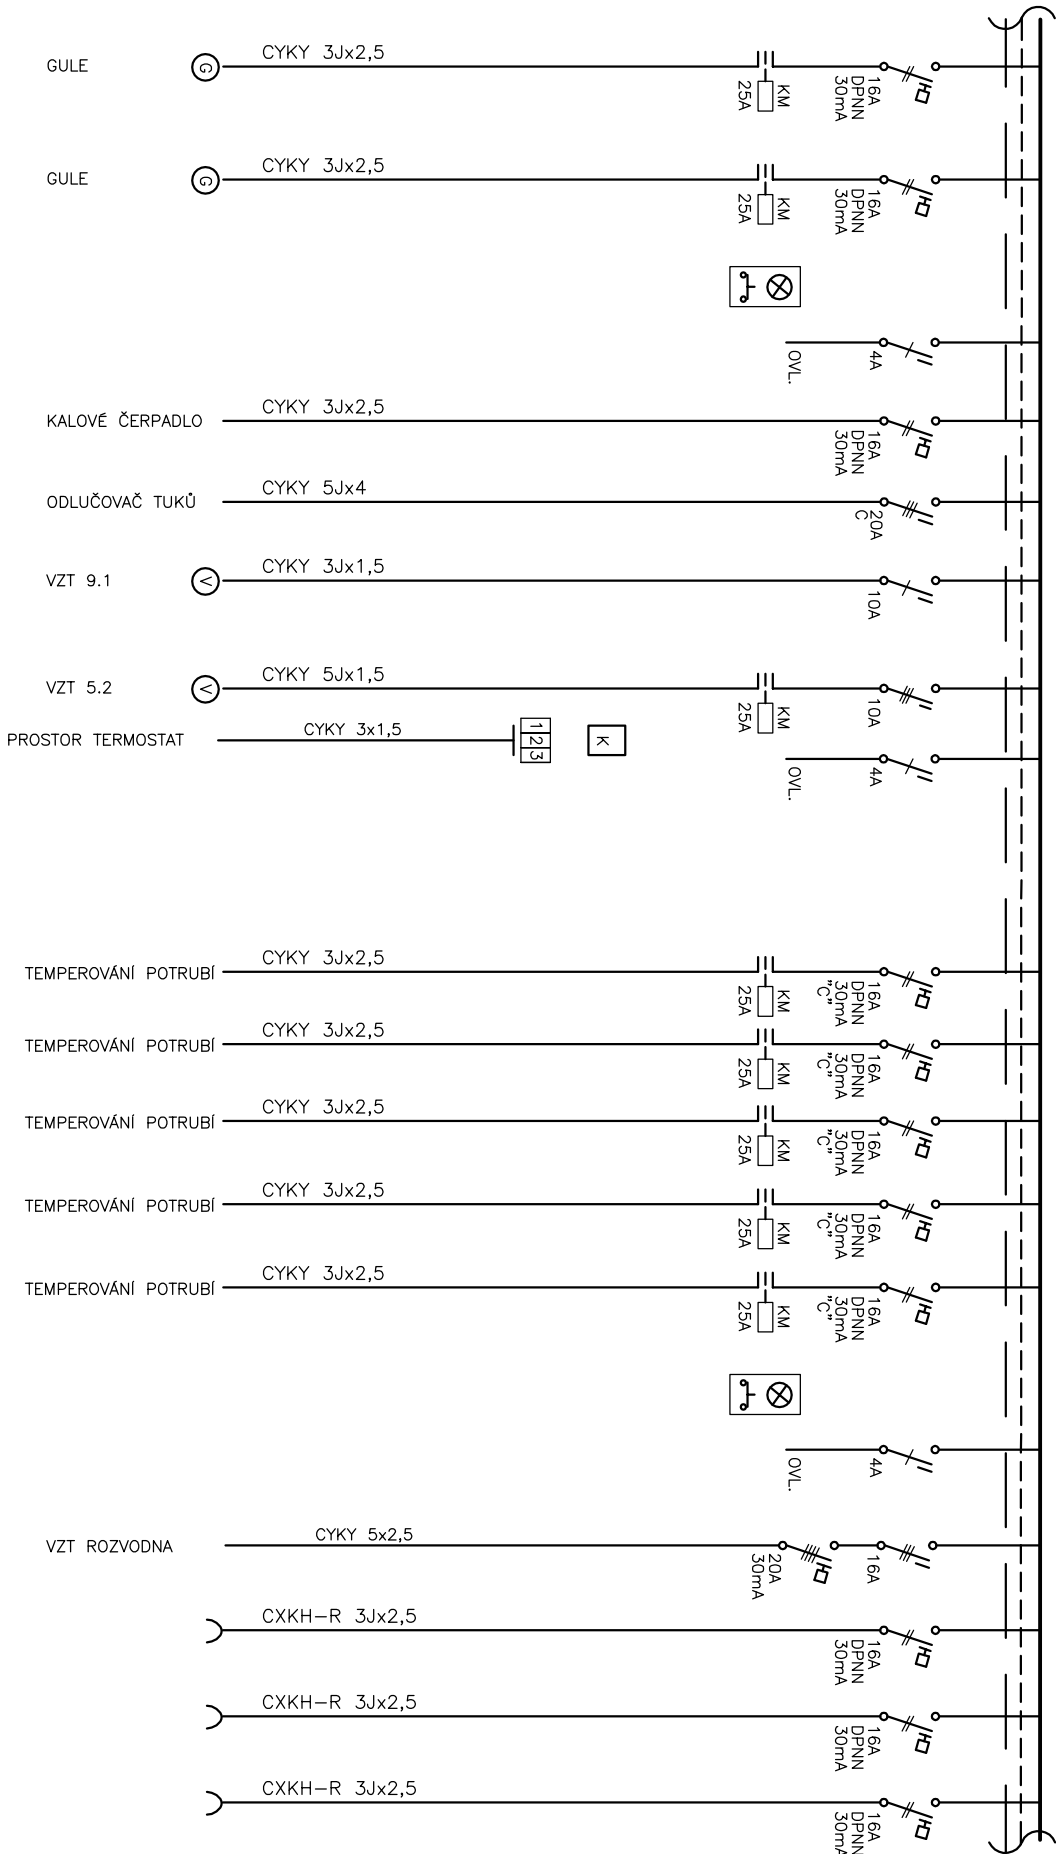 GULE
G
CYKY 3Jx2,5
KM
25A
16A
DPNN
30mA
GULE
G
CYKY 3Jx2,5
KM
25A
16A
DPNN
30mA
OVL.
4A
KALOVÉ ČERPADLO
CYKY 3Jx2,5
16A
DPNN
30mA
ODLUČOVAČ TUKŮ
CYKY 5Jx4
20A
C
VZT 9.1
V
CYKY 3Jx1,5
10A
VZT 5.2
V
CYKY 5Jx1,5
KM
25A
10A
PROSTOR TERMOSTAT
CYKY 3x1,5
1
2
3
K
OVL.
4A
TEMPEROVÁNÍ POTRUBÍ
CYKY 3Jx2,5
KM
25A
16A
DPNN
30mA
"C"
TEMPEROVÁNÍ POTRUBÍ
CYKY 3Jx2,5
KM
25A
16A
DPNN
30mA
"C"
TEMPEROVÁNÍ POTRUBÍ
CYKY 3Jx2,5
KM
25A
16A
DPNN
30mA
"C"
TEMPEROVÁNÍ POTRUBÍ
CYKY 3Jx2,5
KM
25A
16A
DPNN
30mA
"C"
TEMPEROVÁNÍ POTRUBÍ
CYKY 3Jx2,5
KM
25A
16A
DPNN
30mA
"C"
OVL.
4A
VZT ROZVODNA
CYKY 5x2,5
20A
30mA
16A
CXKH-R 3Jx2,5
16A
DPNN
30mA
CXKH-R 3Jx2,5
16A
DPNN
30mA
CXKH-R 3Jx2,5
16A
DPNN
30mA